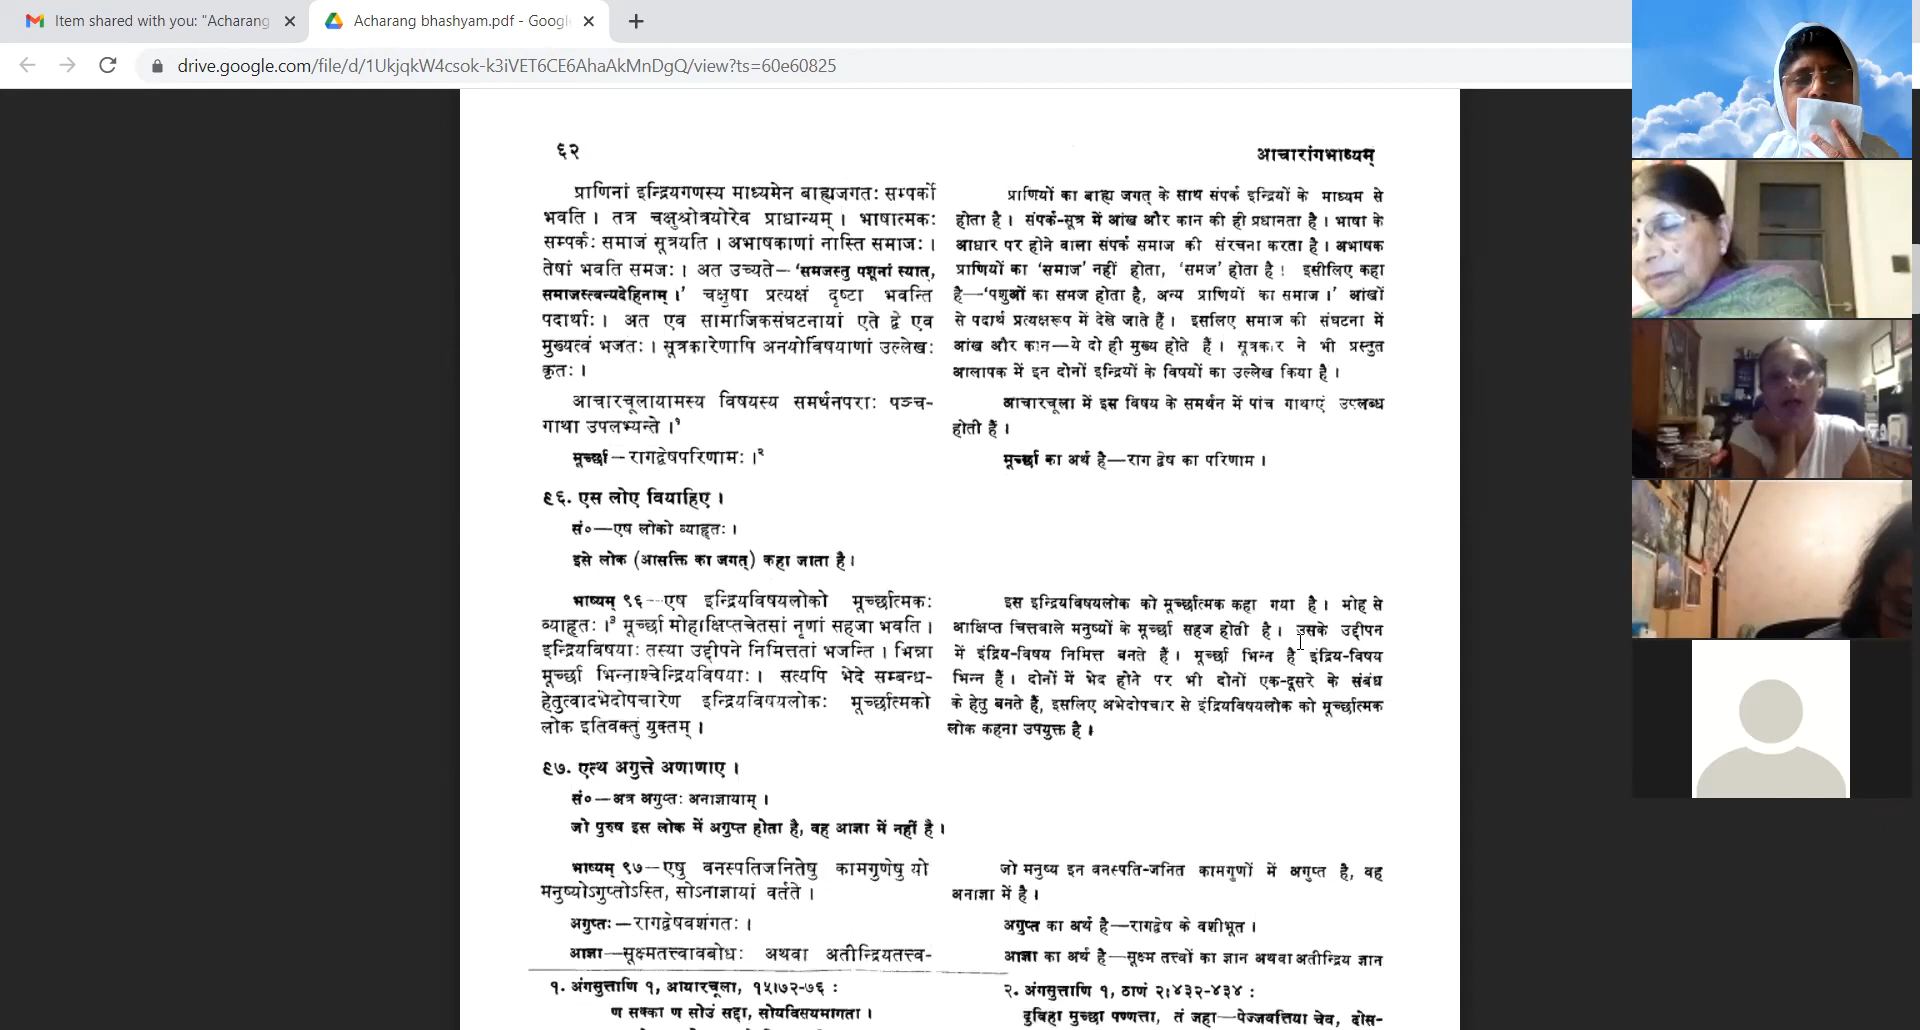 Item shared with you: "Acharang
Acharang bhashyam.pdf - Google
drive.google.com/file/d/1UkjqkW4csok-k3iVET6CE6AhaAkMnDgQ/view?ts=60e60825
६२
आचारांगभाष्यम्
प्राणिनां इन्द्रियगणस्य माध्यमेन बाह्यजगतः सम्पर्को
भवति । तत्र चक्षुश्रोत्रयोरेव प्राधान्यम् । भाषात्मकः
सम्पर्कः समाजं सूत्रयति । अभाषकाणां नास्ति समाजः ।
तेषां भवति समजः । अत उच्यते—'समजस्तु पशूनां स्यात्,
समाजस्त्वन्यदेहिनाम् ।' चक्षुषा प्रत्यक्षं दृष्टा भवन्ति
पदार्थाः । अत एव सामाजिकसंघटनायां एते द्वे एव
मुख्यत्वं भजतः । सूत्रकारेणापि अनयोर्विषयाणां उल्लेखः
कृतः ।
आचारचूलायामस्य विषयस्य समर्थनपराः पञ्च-
गाथा उपलभ्यन्ते ।¹
मूर्च्छा—रागद्वेषपरिणामः ।²
प्राणियों का बाह्य जगत् के साथ संपर्क इन्द्रियों के माध्यम से
होता है । संपर्क-सूत्र में आंख और कान की ही प्रधानता है । भाषा के
आधार पर होने वाला संपर्क समाज की संरचना करता है । अभाषक
प्राणियों का 'समाज' नहीं होता, 'समज' होता है ! इसीलिए कहा
है—'पशुओं का समज होता है, अन्य प्राणियों का समाज ।' आंखों
से पदार्थ प्रत्यक्षरूप में देखे जाते हैं । इसलिए समाज की संघटना में
आंख और कान—ये दो ही मुख्य होते हैं । सूत्रकार ने भी प्रस्तुत
आलापक में इन दोनों इन्द्रियों के विषयों का उल्लेख किया है ।
आचारचूला में इस विषय के समर्थन में पांच गाथाएं उपलब्ध
होती हैं ।
मूर्च्छा का अर्थ है—राग द्वेष का परिणाम ।
९६. एस लोए वियाहिए ।
सं०—एष लोको व्याहृतः ।
इसे लोक (आसक्ति का जगत्) कहा जाता है ।
भाष्यम् ९६—एष इन्द्रियविषयलोको मूर्च्छात्मकः
व्याहृतः ।³ मूर्च्छा मोहाक्षिप्तचेतसां नृणां सहजा भवति ।
इन्द्रियविषयाः तस्या उद्दीपने निमित्ततां भजन्ति । भिन्ना
मूर्च्छा भिन्नाश्चेन्द्रियविषयाः । सत्यपि भेदे सम्बन्ध-
हेतुत्वादभेदोपचारेण इन्द्रियविषयलोकः मूर्च्छात्मको
लोक इतिवक्तुं युक्तम् ।
इस इन्द्रियविषयलोक को मूर्च्छात्मक कहा गया है । मोह से
आक्षिप्त चित्तवाले मनुष्यों के मूर्च्छा सहज होती है । उसके उद्दीपन
में इंद्रिय-विषय निमित्त बनते हैं । मूर्च्छा भिन्न है इंद्रिय-विषय
भिन्न हैं । दोनों में भेद होने पर भी दोनों एक-दूसरे के संबंध
के हेतु बनते हैं, इसलिए अभेदोपचार से इंद्रियविषयलोक को मूर्च्छात्मक
लोक कहना उपयुक्त है ।
९७. एत्थ अगुत्ते अणाणाए ।
सं०—अत्र अगुप्तः अनाज्ञायाम् ।
जो पुरुष इस लोक में अगुप्त होता है, वह आज्ञा में नहीं है ।
भाष्यम् ९७—एषु वनस्पतिजनितेषु कामगुणेषु यो
मनुष्योऽगुप्तोऽस्ति, सोऽनाज्ञायां वर्तते ।
अगुप्तः—रागद्वेषवशंगतः ।
आज्ञा—सूक्ष्मतत्त्वावबोधः अथवा अतीन्द्रियतत्त्व-
जो मनुष्य इन वनस्पति-जनित कामगुणों में अगुप्त है, वह
अनाज्ञा में है ।
अगुप्त का अर्थ है—रागद्वेष के वशीभूत ।
आज्ञा का अर्थ है—सूक्ष्म तत्त्वों का ज्ञान अथवा अतीन्द्रिय ज्ञान
१. अंगसुत्ताणि १, आयारचूला, १५।७२-७६ :
ण सक्का ण सोउं सद्दा, सोयविसयमागता ।
२. अंगसुत्ताणि १, ठाणं २।४३२-४३४ :
दुविहा मुच्छा पण्णत्ता, तं जहा—पेज्जवत्तिया चेव, दोस-